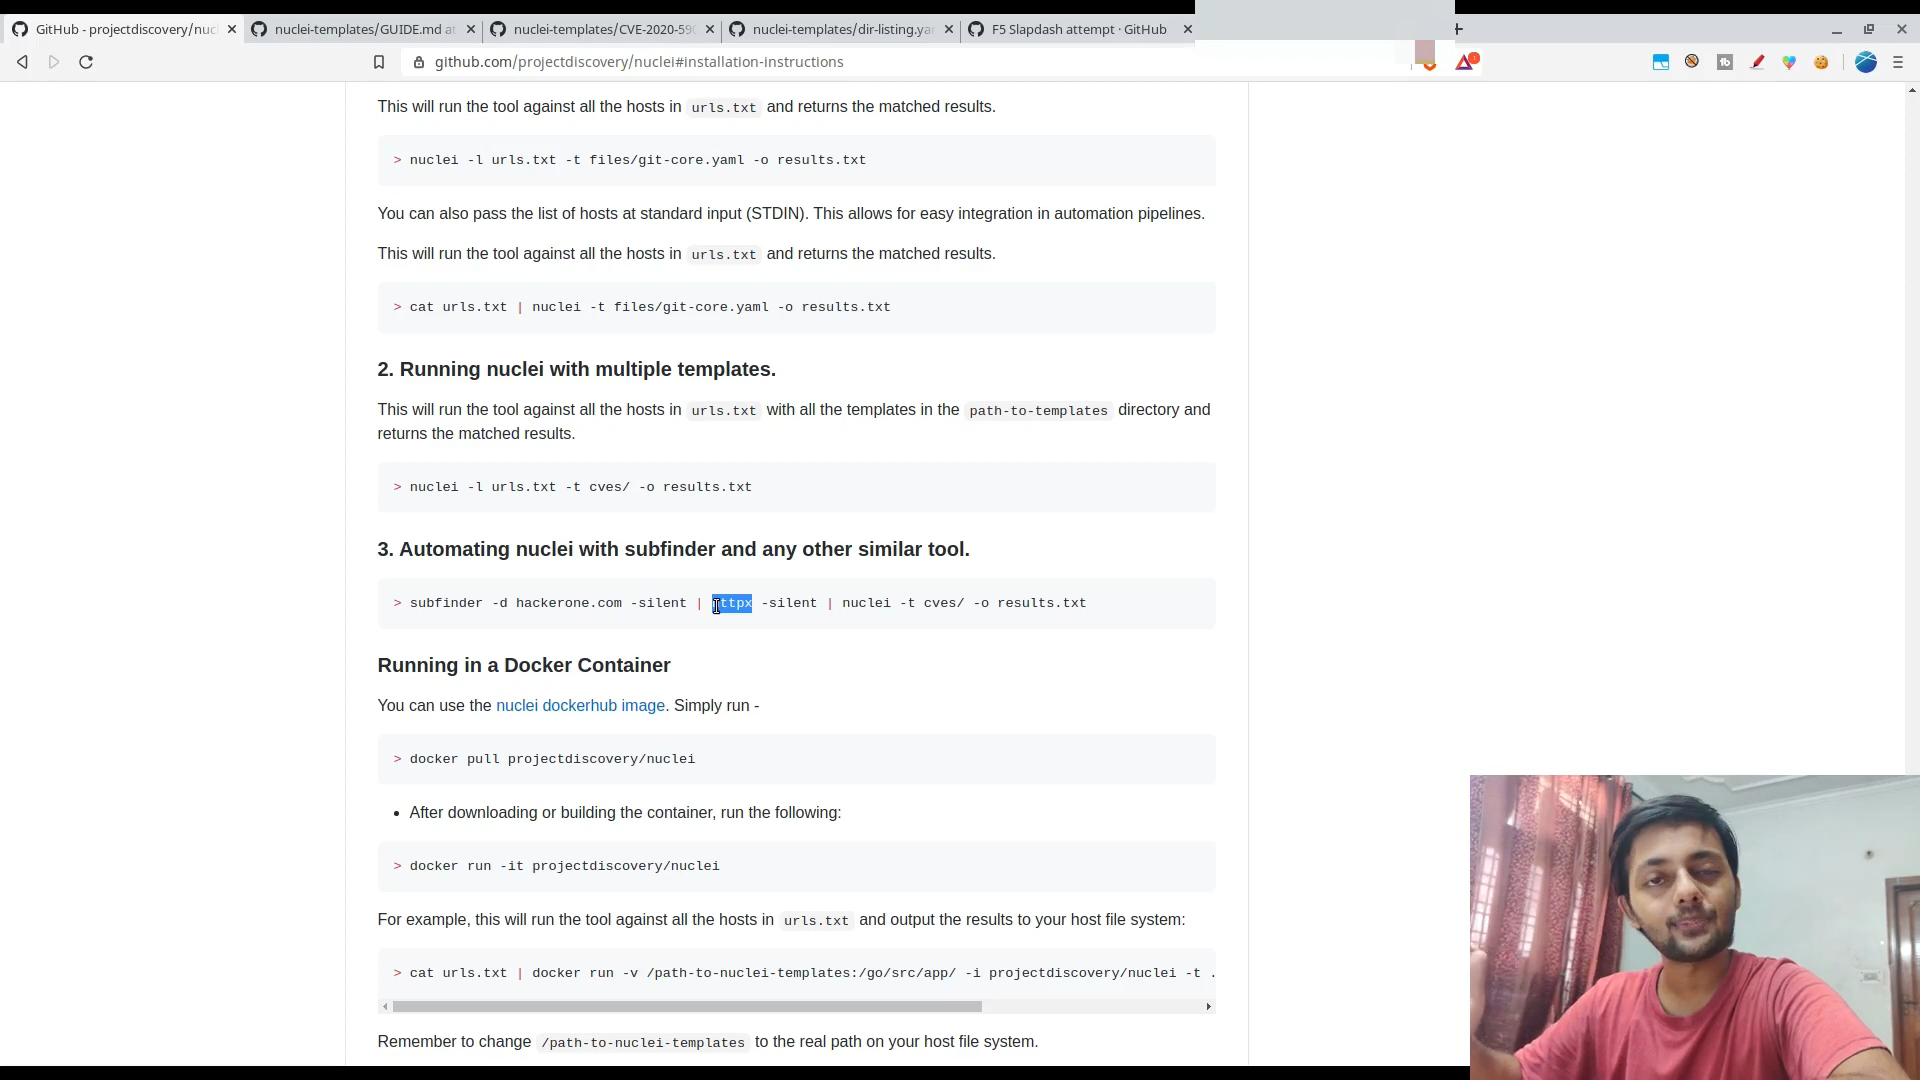 GitHub - projectdiscovery/nucl
nuclei-templates/GUIDE.md at
nuclei-templates/CVE-2020-590
nuclei-templates/dir-listing.yam
F5 Slapdash attempt · GitHub
github.com/projectdiscovery/nuclei#installation-instructions
This will run the tool against all the hosts in urls.txt and returns the matched results.
> nuclei -l urls.txt -t files/git-core.yaml -o results.txt
You can also pass the list of hosts at standard input (STDIN). This allows for easy integration in automation pipelines.
This will run the tool against all the hosts in urls.txt and returns the matched results.
> cat urls.txt | nuclei -t files/git-core.yaml -o results.txt
2. Running nuclei with multiple templates.
This will run the tool against all the hosts in urls.txt with all the templates in the path-to-templates directory and
returns the matched results.
> nuclei -l urls.txt -t cves/ -o results.txt
3. Automating nuclei with subfinder and any other similar tool.
> subfinder -d hackerone.com -silent | httpx -silent | nuclei -t cves/ -o results.txt
Running in a Docker Container
You can use the nuclei dockerhub image. Simply run -
> docker pull projectdiscovery/nuclei
• After downloading or building the container, run the following:
> docker run -it projectdiscovery/nuclei
For example, this will run the tool against all the hosts in urls.txt and output the results to your host file system:
> cat urls.txt | docker run -v /path-to-nuclei-templates:/go/src/app/ -i projectdiscovery/nuclei -t .
Remember to change /path-to-nuclei-templates to the real path on your host file system.